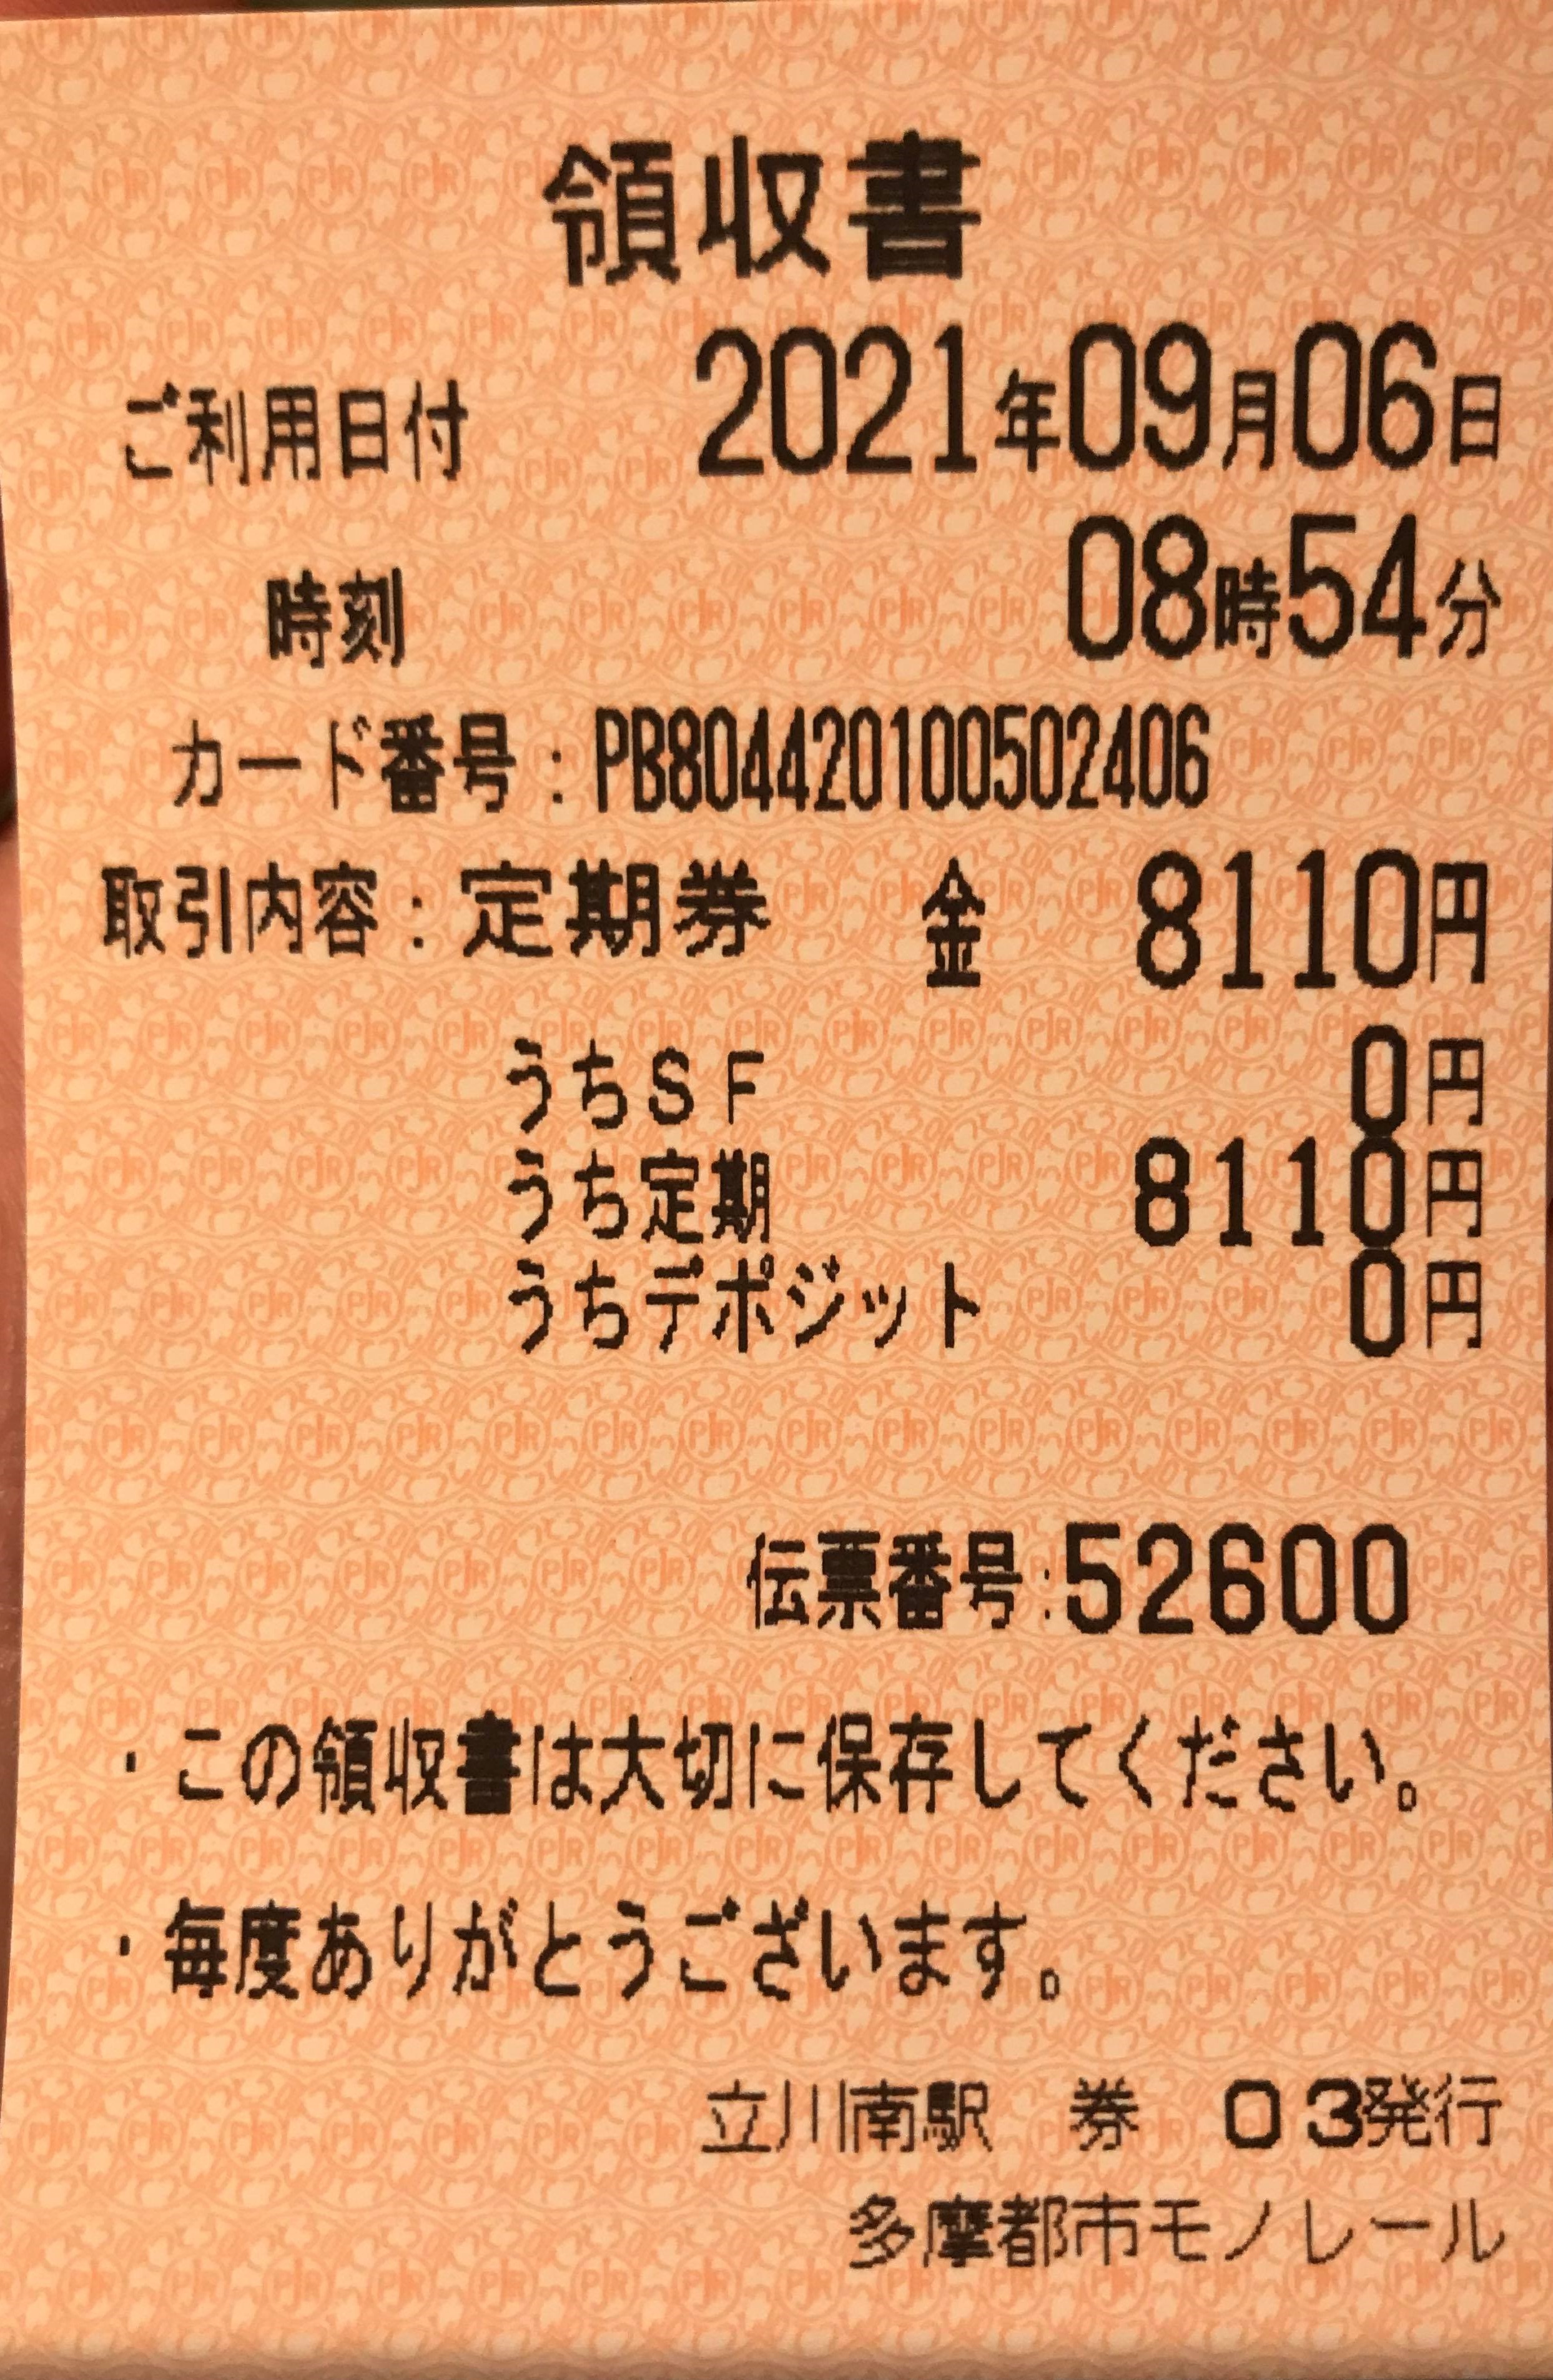 領収書
ご利用日付 2021年09月06日
時刻 08時54分
カード番号：PB804420100502406
取引内容：定期券 金 8110円
うちＳＦ 0円
うち定期 8110円
うちデポジット 0円
伝票番号:52600
・この領収書は大切に保存してください。
・毎度ありがとうございます。
立川南駅 券 03発行
多摩都市モノレール